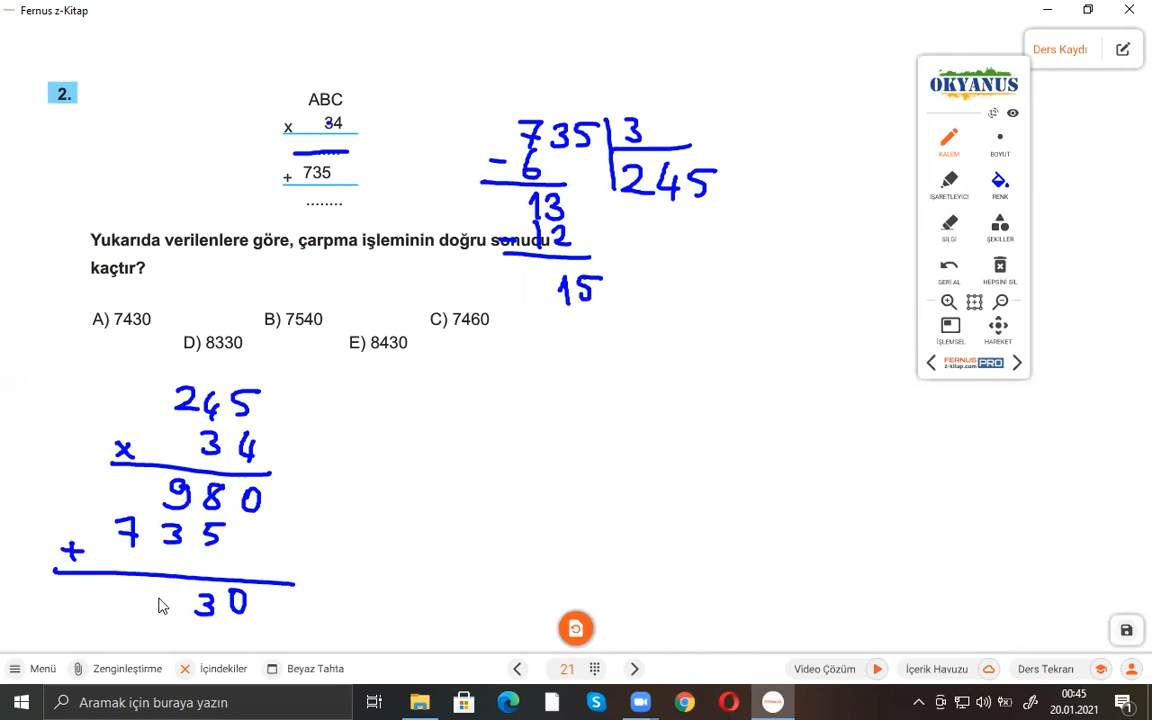 Fernus z-Kitap
Ders Kaydı
2.
ABC
x 34
........
+ 735
........
735 | 3
- 6 245
13
- 12
15
Yukarıda verilenlere göre, çarpma işleminin doğru sonucu
kaçtır?
A) 7430 B) 7540 C) 7460
D) 8330 E) 8430
245
x 34
980
735
+
30
OKYANUS
KALEM BOYUT
İŞARETLEYİCİ RENK
SİLGİ ŞEKİLLER
GERİ AL HEPSİNİ SİL
İŞLEMSEL HAREKET
FERNUS PRO
z-kitap.com
Menü Zenginleştirme İçindekiler Beyaz Tahta 21 Video Çözüm İçerik Havuzu Ders Tekrarı
Aramak için buraya yazın
00:45
20.01.2021
1